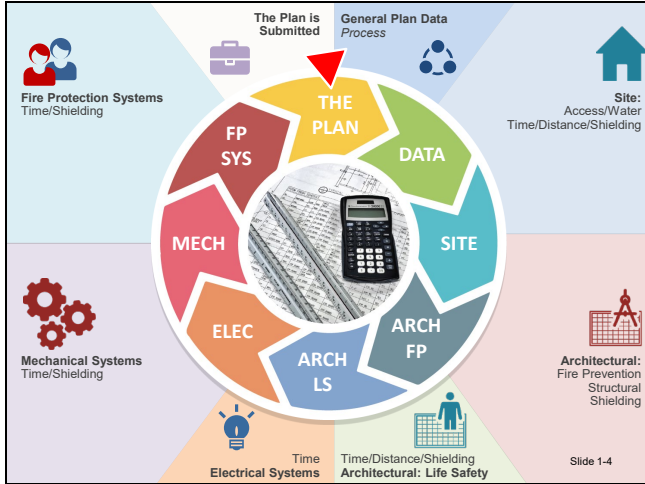 The Plan is
Submitted
General Plan Data
Process
Fire Protection Systems
Time/Shielding
Site:
Access/Water
Time/Distance/Shielding
THE
PLAN
DATA
SITE
ARCH
FP
ARCH
LS
ELEC
MECH
FP
SYS
Mechanical Systems
Time/Shielding
Architectural:
Fire Prevention
Structural
Shielding
Time
Electrical Systems
Time/Distance/Shielding
Architectural: Life Safety
Slide 1-4